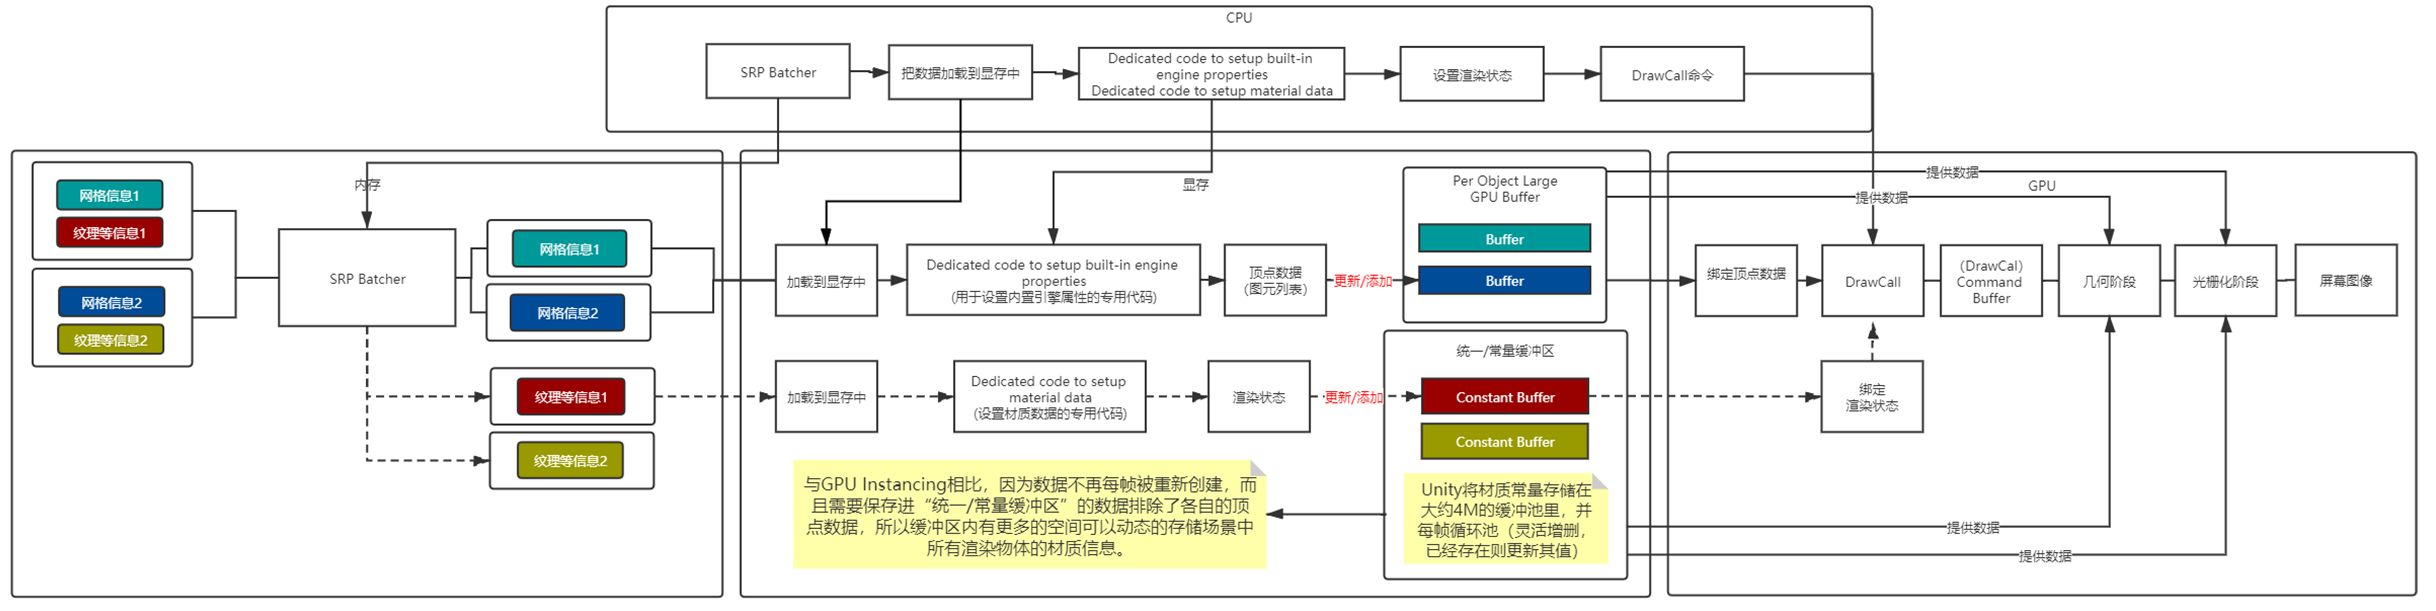 CPU
SRP Batcher
把数据加载到显存中
Dedicated code to setup built-in
engine properties
Dedicated code to setup material data
设置渲染状态
DrawCall命令
内存
网格信息1
纹理等信息1
网格信息2
纹理等信息2
SRP Batcher
网格信息1
网格信息2
纹理等信息1
纹理等信息2
显存
加载到显存中
Dedicated code to setup built-in engine
properties
(用于设置内置引擎属性的专用代码)
顶点数据
(图元列表)
更新/添加
Per Object Large
GPU Buffer
Buffer
Buffer
加载到显存中
Dedicated code to setup
material data
(设置材质数据的专用代码)
渲染状态
更新/添加
统一/常量缓冲区
Constant Buffer
Constant Buffer
与GPU Instancing相比，因为数据不再每帧被重新创建，而
且需要保存进“统一/常量缓冲区”的数据排除了各自的顶
点数据，所以缓冲区内有更多的空间可以动态的存储场景中
所有渲染物体的材质信息。
Unity将材质常量存储在
大约4M的缓冲池里，并
每帧循环池（灵活增删，
已经存在则更新其值）
提供数据
提供数据
GPU
绑定顶点数据
DrawCall
(DrawCal)
Command
Buffer
几何阶段
光栅化阶段
屏幕图像
绑定
渲染状态
提供数据
提供数据